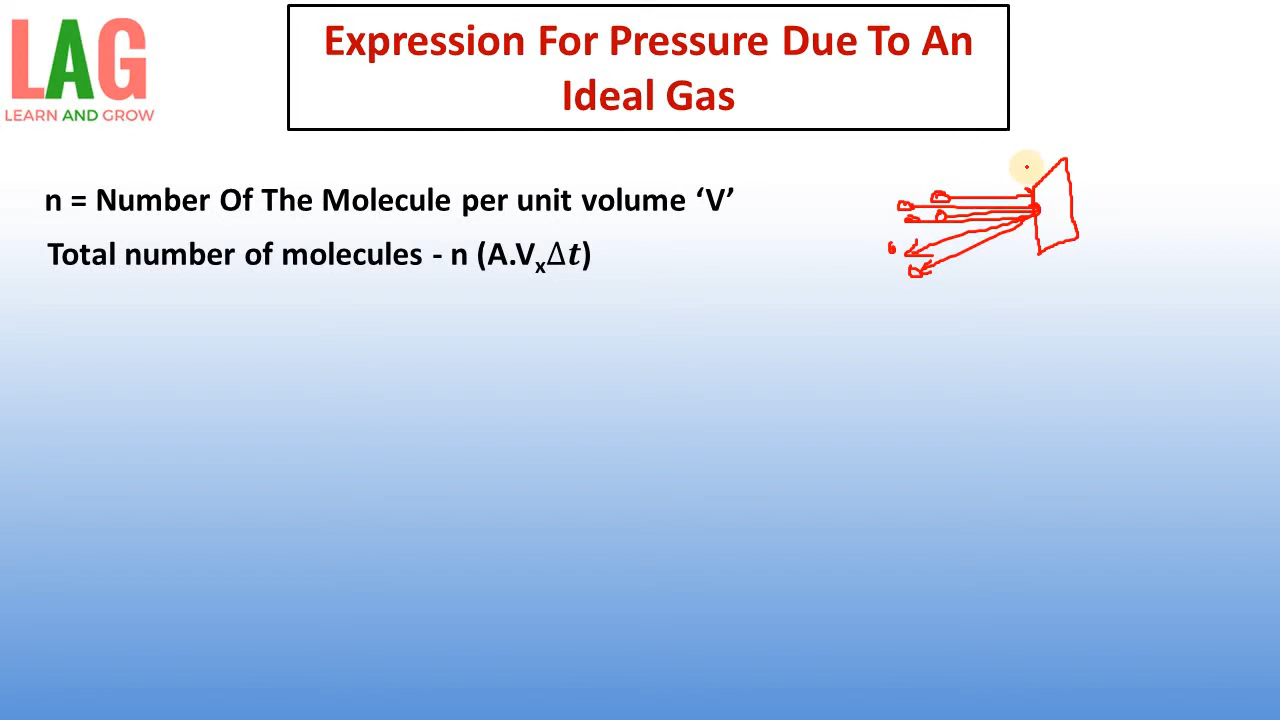 LAG
LEARN AND GROW
Expression For Pressure Due To An
Ideal Gas
n = Number Of The Molecule per unit volume ‘V’
Total number of molecules - n (A.Vₓ∆𝒕)